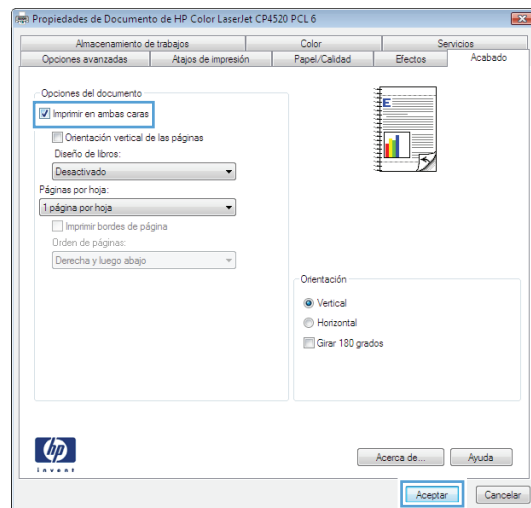 Propiedades de Documento de HP Color LaserJet CP4520 PCL 6
Almacenamiento de trabajos
Color
Servicios
Opciones avanzadas
Atajos de impresión
Papel/Calidad
Efectos
Acabado
Opciones del documento
Imprimir en ambas caras
Orientación vertical de las páginas
Diseño de libros:
Desactivado
Páginas por hoja:
1 página por hoja
Imprimir bordes de página
Orden de páginas:
Derecha y luego abajo
E
Orientación
Vertical
Horizontal
Girar 180 grados
hp
invent
Acerca de...
Ayuda
Aceptar
Cancelar